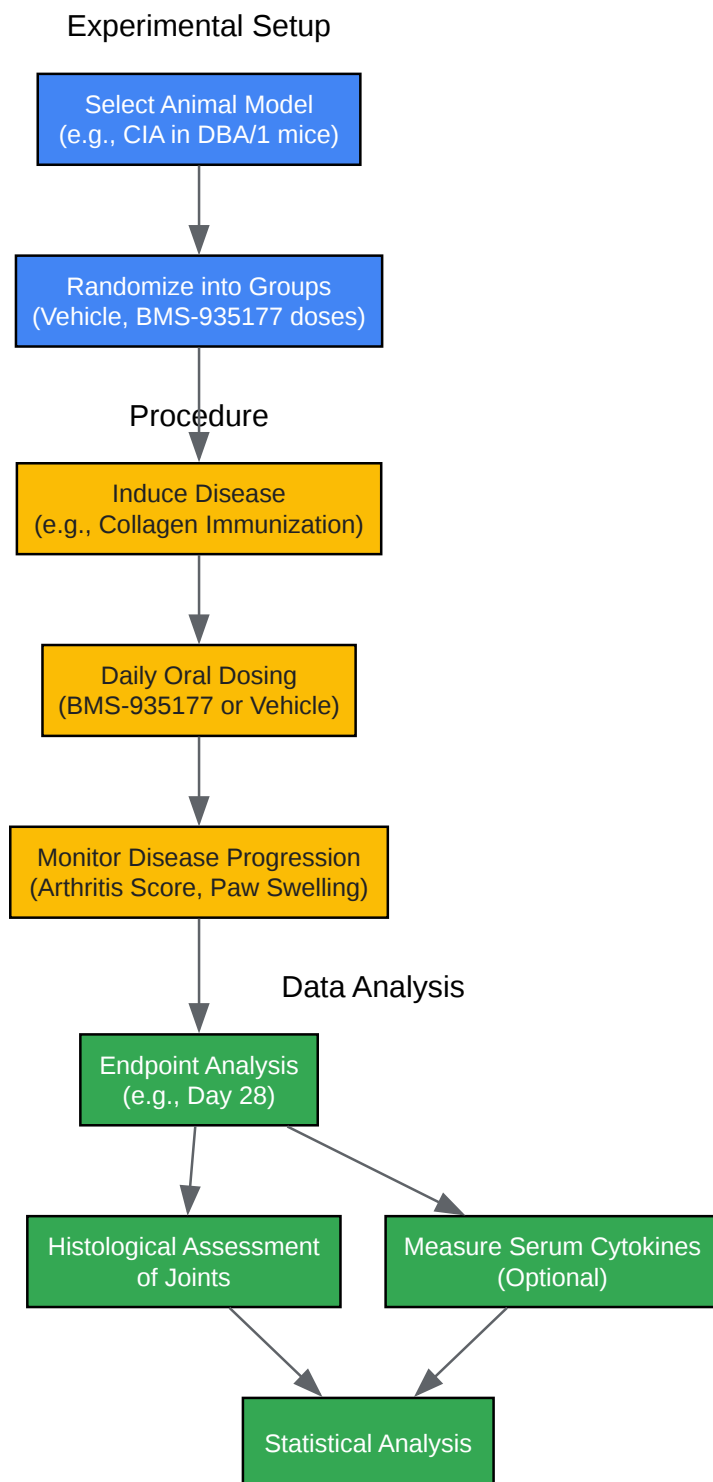 Experimental Setup
Select Animal Model
(e.g., CIA in DBA/1 mice)
Randomize into Groups
(Vehicle, BMS-935177 doses)
Procedure
Induce Disease
(e.g., Collagen Immunization)
Daily Oral Dosing
(BMS-935177 or Vehicle)
Monitor Disease Progression
(Arthritis Score, Paw Swelling)
Data Analysis
Endpoint Analysis
(e.g., Day 28)
Histological Assessment
of Joints
Measure Serum Cytokines
(Optional)
Statistical Analysis